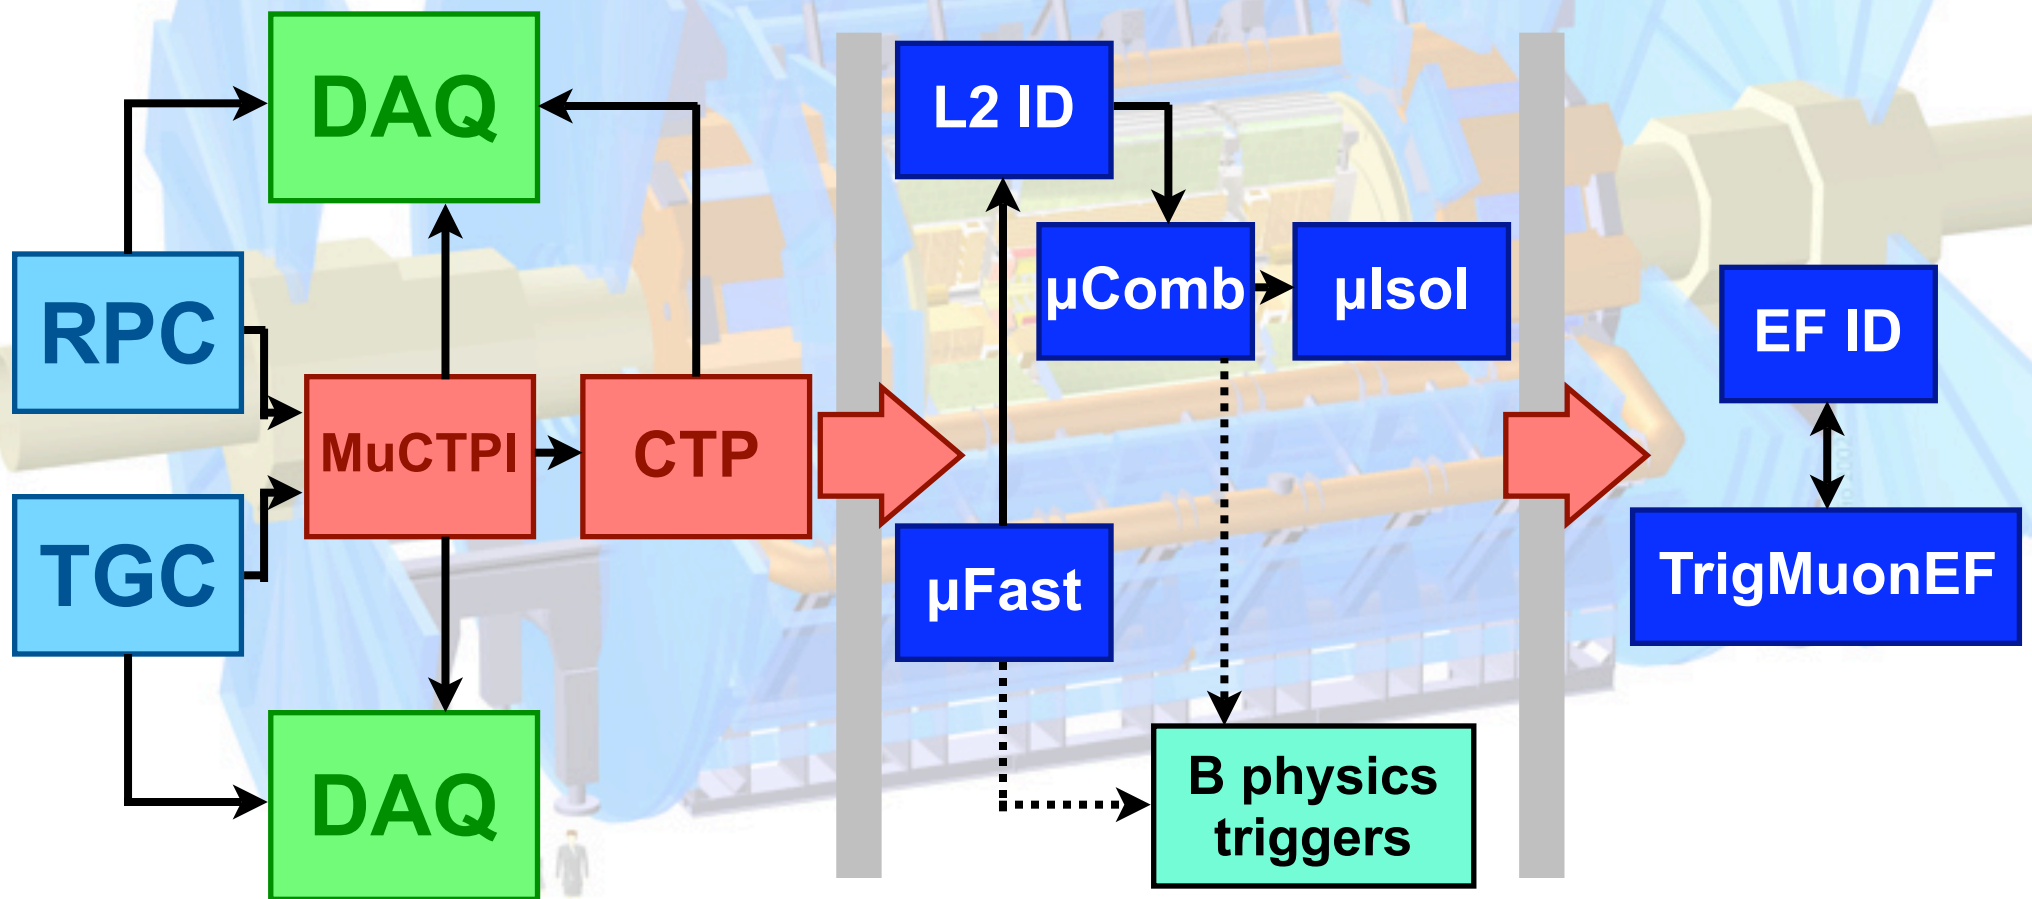 DAQ
RPC
MuCTPI
CTP
TGC
DAQ
L2 ID
µComb
µIsol
µFast
B physics
triggers
EF ID
TrigMuonEF